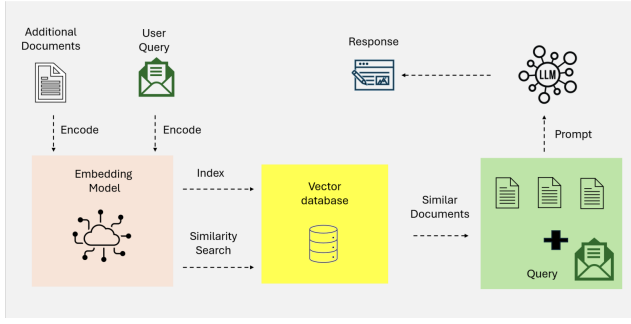 Additional
Documents
User
Query
Response
LLM
Encode
Encode
Prompt
Embedding
Model
Index
Vector
database
Similar
Documents
Similarity
Search
Query